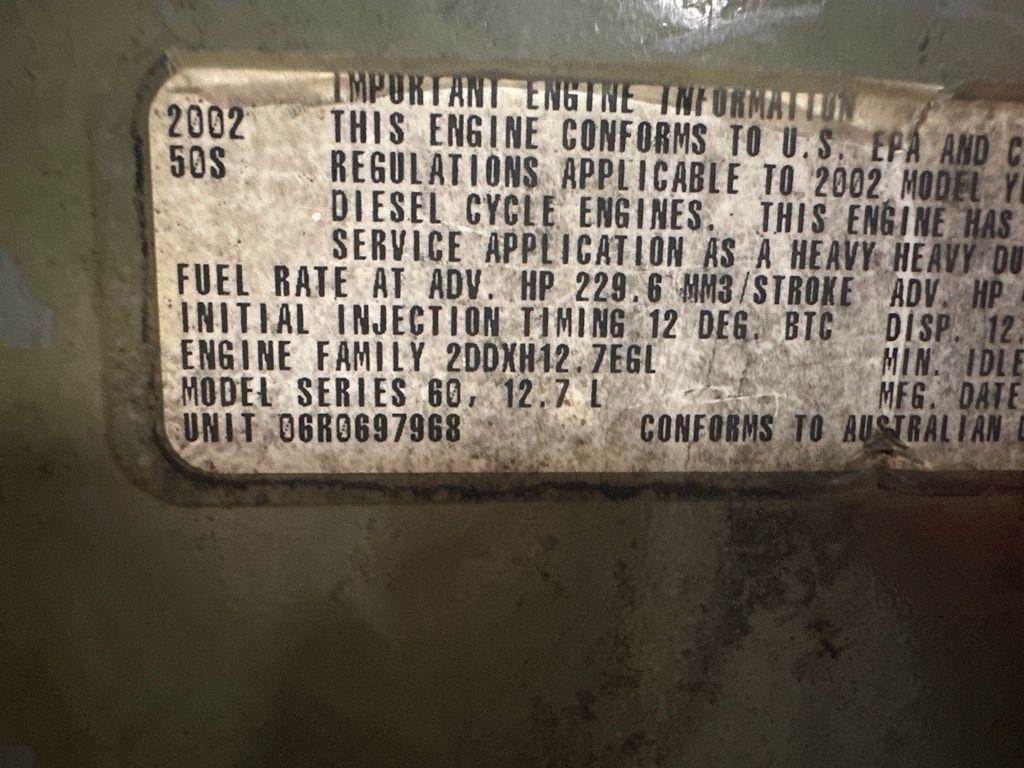 IMPORTANT ENGINE INFORMATION
2002 THIS ENGINE CONFORMS TO U.S. EPA AND C
50S REGULATIONS APPLICABLE TO 2002 MODEL YE
DIESEL CYCLE ENGINES. THIS ENGINE HAS
SERVICE APPLICATION AS A HEAVY HEAVY DU
FUEL RATE AT ADV. HP 229.6 MM3/STROKE ADV. HP
INITIAL INJECTION TIMING 12 DEG. BTC DISP. 12.
ENGINE FAMILY 2DDXH12.7EGL MIN. IDLE
MODEL SERIES 60, 12.7 L MFG. DATE
UNIT 06R0697968 CONFORMS TO AUSTRALIAN